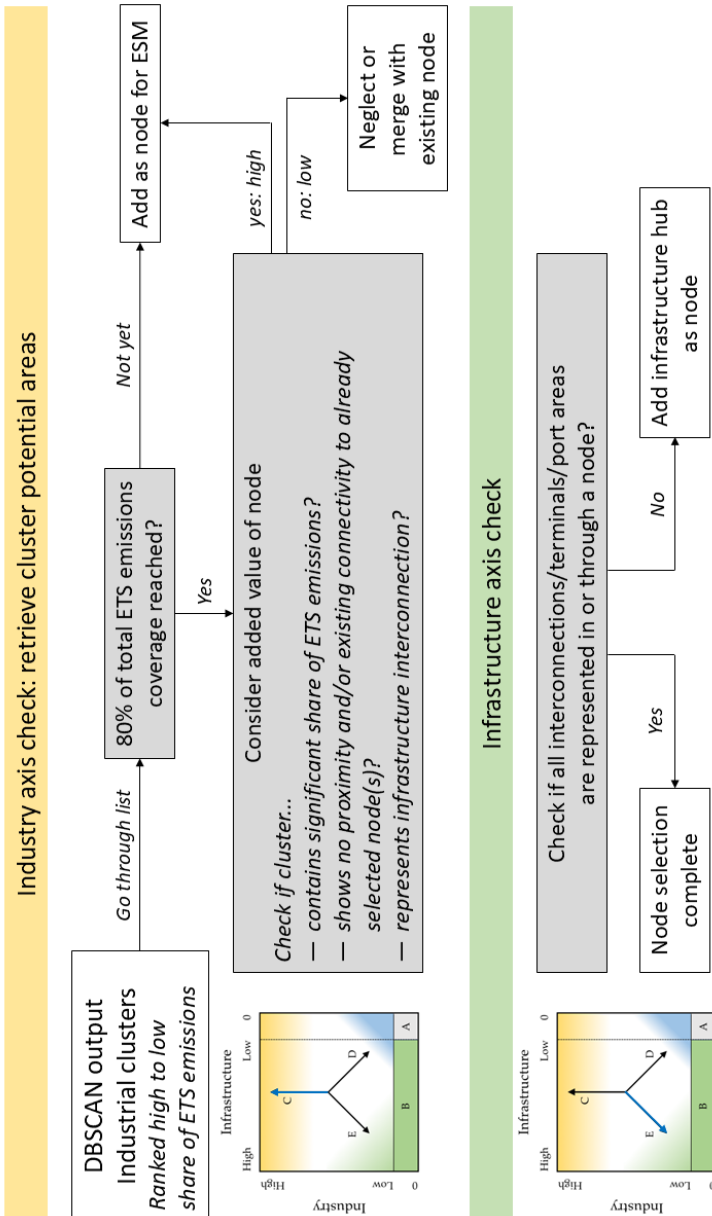 Industry axis check: retrieve cluster potential areas
DBSCAN output
Industrial clusters
Ranked high to low
share of ETS emissions
Go through list
80% of total ETS emissions
coverage reached?
Not yet
Add as node for ESM
Yes
Consider added value of node
Check if cluster...
— contains significant share of ETS emissions?
— shows no proximity and/or existing connectivity to already
selected node(s)?
— represents infrastructure interconnection?
yes: high
no: low
Neglect or
merge with
existing node
Infrastructure
High
Low
0
High
Low
0
Industry
C
E
D
B
A
Infrastructure axis check
Check if all interconnections/terminals/port areas
are represented in or through a node?
Yes
No
Node selection
complete
Add infrastructure hub
as node
Infrastructure
High
Low
0
High
Low
0
Industry
C
E
D
B
A